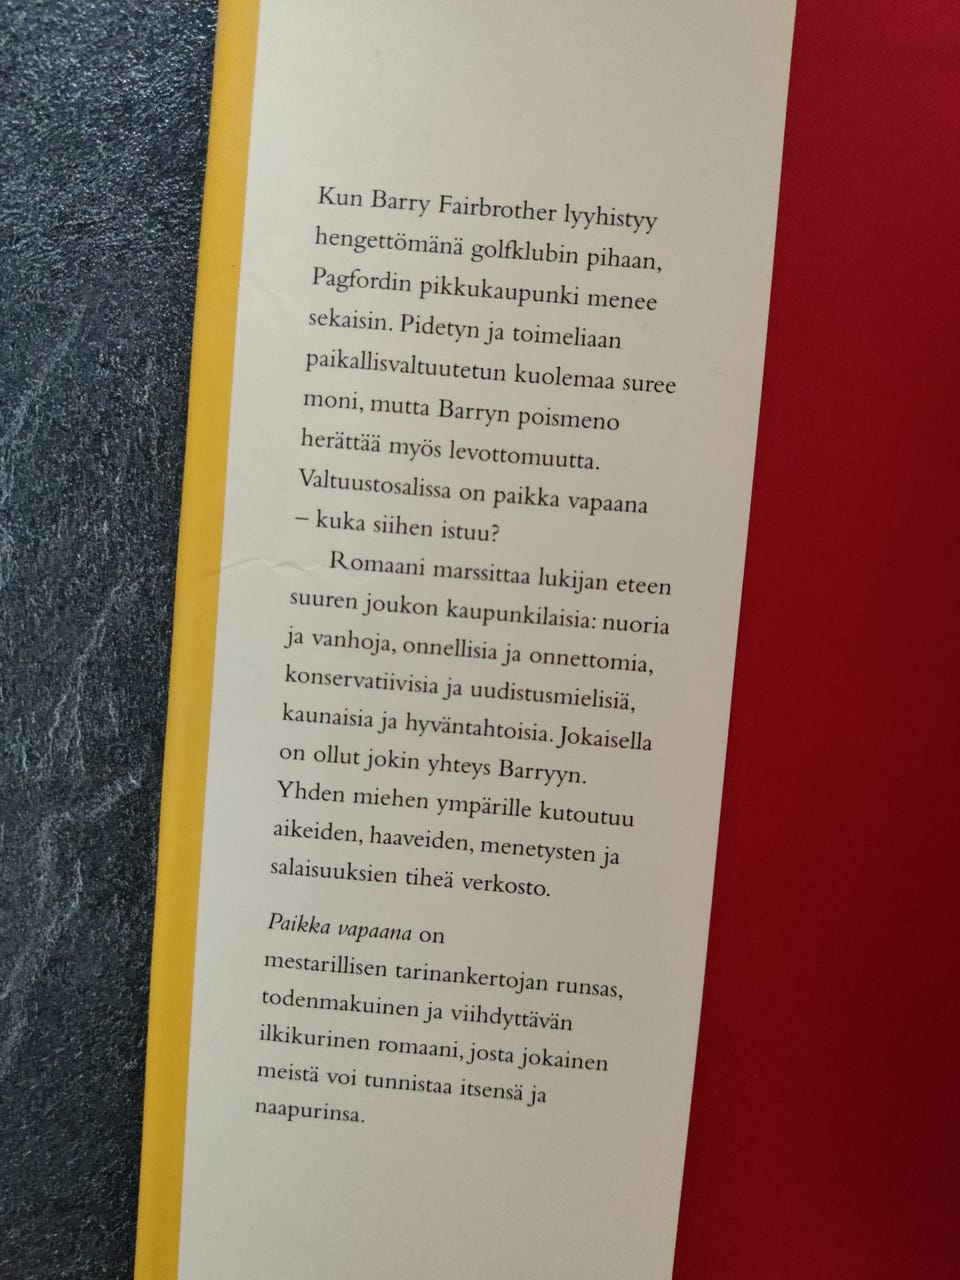 Kun Barry Fairbrother lyyhistyy
hengettömänä golfklubin pihaan,
Pagfordin pikkukaupunki menee
sekaisin. Pidetyn ja toimeliaan
paikallisvaltuutetun kuolemaa suree
moni, mutta Barryn poismeno
herättää myös levottomuutta.
Valtuustosalissa on paikka vapaana
– kuka siihen istuu?
Romaani marssittaa lukijan eteen
suuren joukon kaupunkilaisia: nuoria
ja vanhoja, onnellisia ja onnettomia,
konservatiivisia ja uudistusmielisiä,
kaunaisia ja hyväntahtoisia. Jokaisella
on ollut jokin yhteys Barryyn.
Yhden miehen ympärille kutoutuu
aikeiden, haaveiden, menetysten ja
salaisuuksien tiheä verkosto.
Paikka vapaana on
mestarillisen tarinankertojan runsas,
todenmakuinen ja viihdyttävän
ilkikurinen romaani, josta jokainen
meistä voi tunnistaa itsensä ja
naapurinsa.